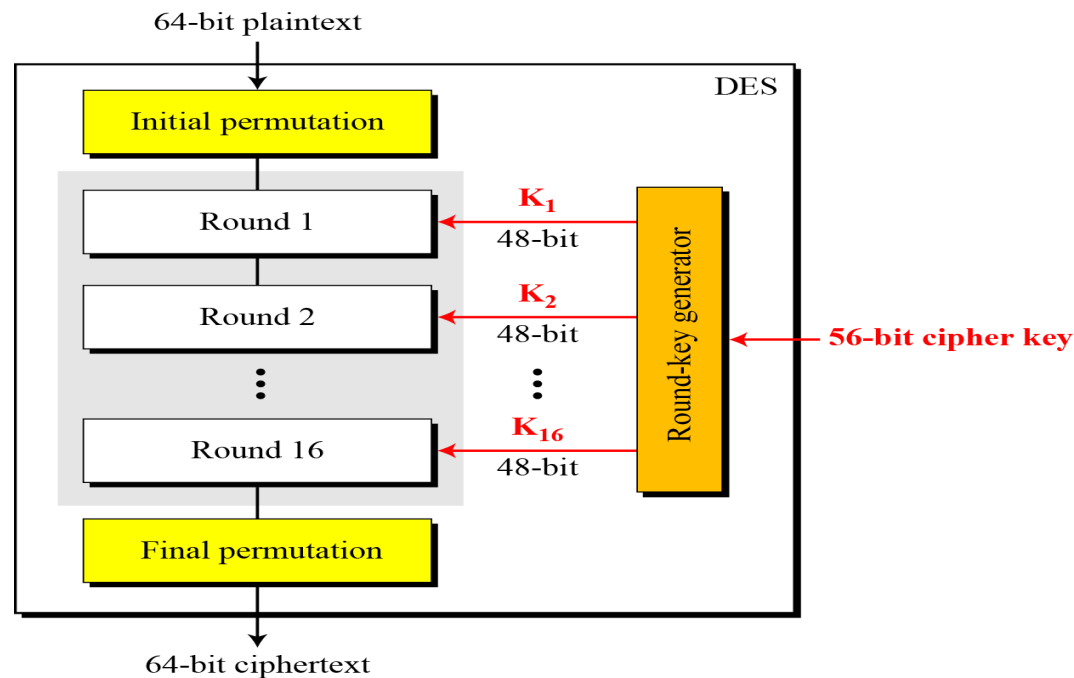 64-bit plaintext
DES
Initial permutation
K₁
Round 1
48-bit
K₂
Round 2
48-bit
Round-key generator
56-bit cipher key
K₁₆
Round 16
48-bit
Final permutation
64-bit ciphertext